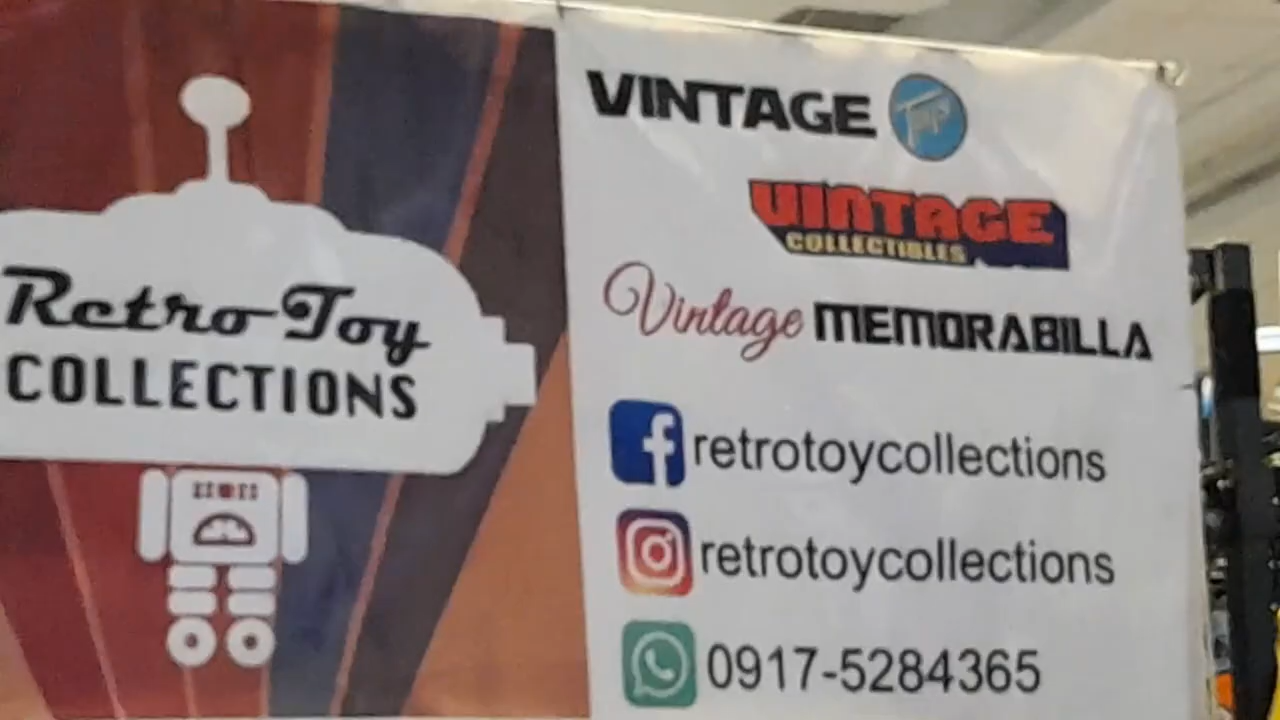 Retro Toy
COLLECTIONS
VINTAGE
VINTAGE
COLLECTIBLES
Vintage MEMORABILLA
retrotoycollections
retrotoycollections
0917-5284365